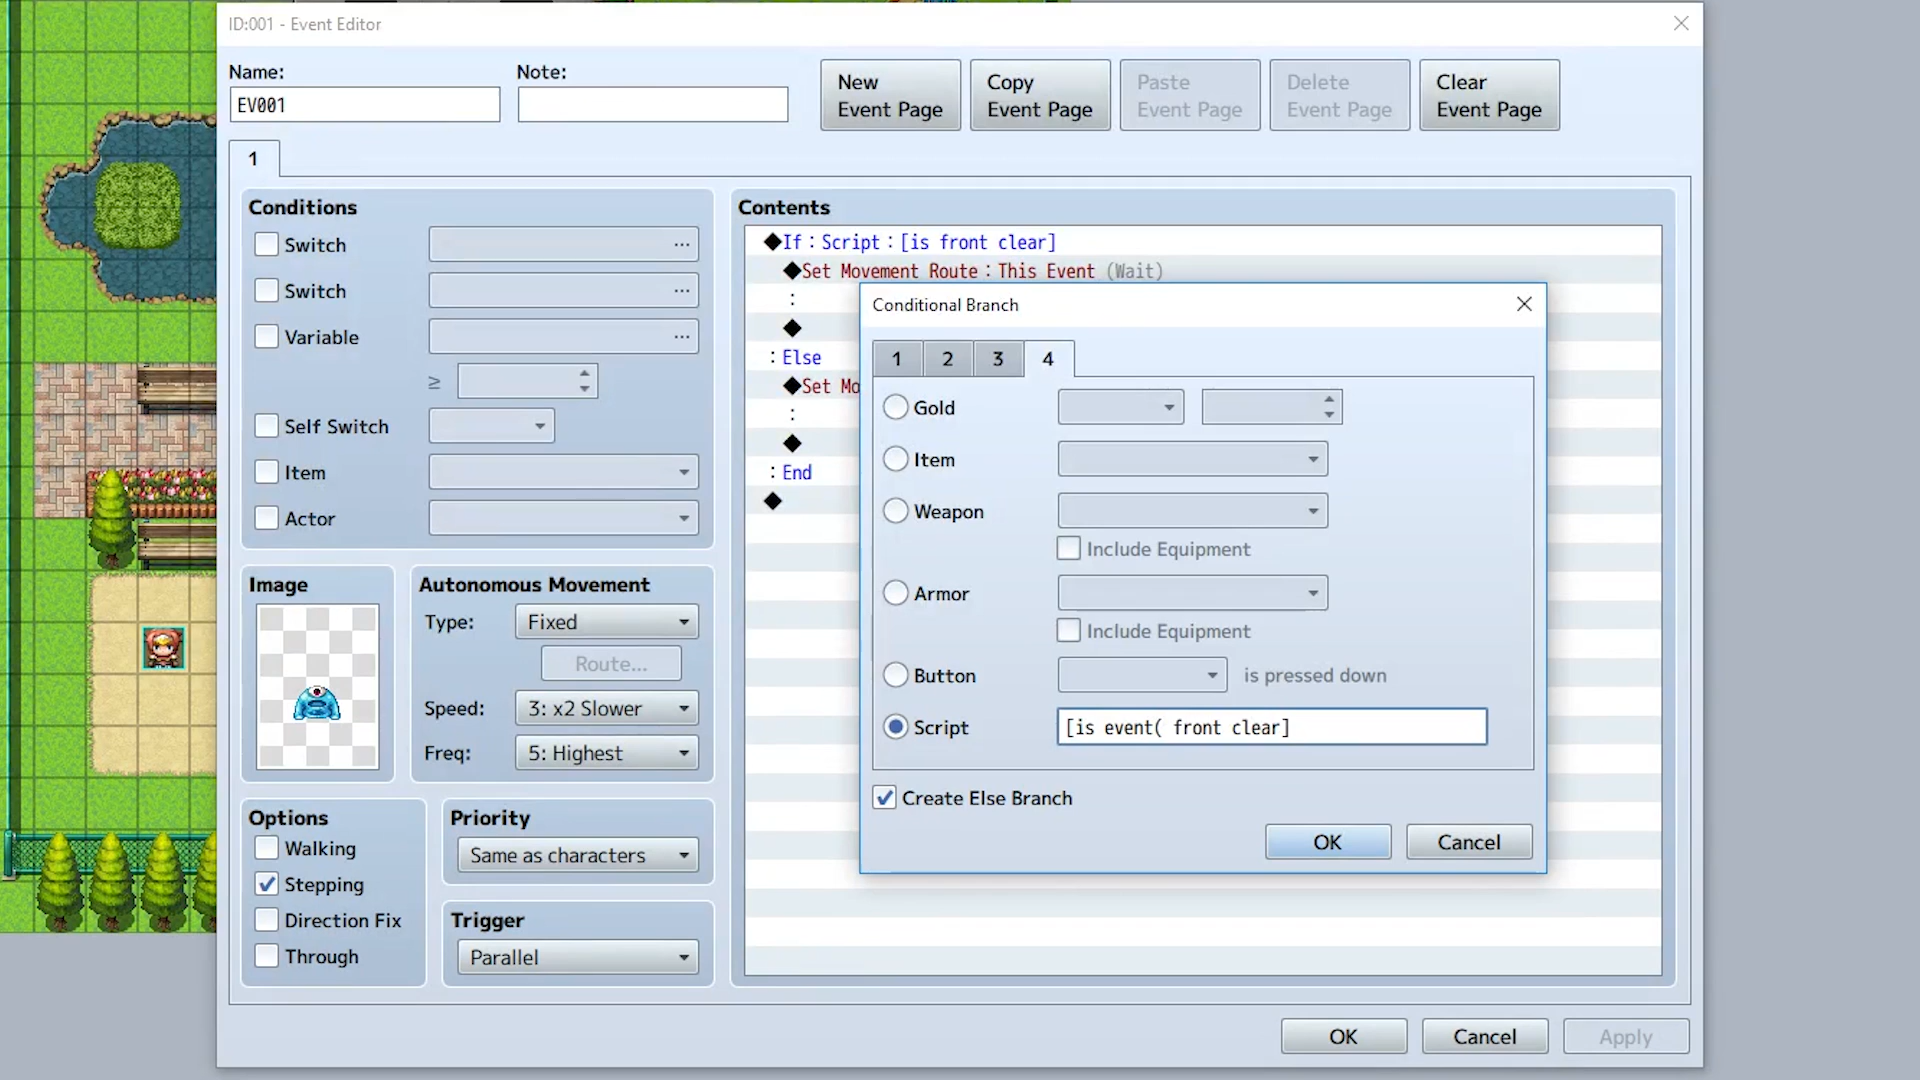 ID:001 - Event Editor
Name:
Note:
EV001
New
Event Page
Copy
Event Page
Paste
Event Page
Delete
Event Page
Clear
Event Page
1
Conditions
Switch
...
Switch
...
Variable
...
≥
Self Switch
Item
Actor
Image
Autonomous Movement
Type:
Fixed
Route...
Speed:
3: x2 Slower
Freq:
5: Highest
Options
Walking
Stepping
Direction Fix
Through
Priority
Same as characters
Trigger
Parallel
Contents
◆If：Script：[is front clear]
◆Set Movement Route：This Event (Wait)
:
◆
:Else
◆Set Mo
:
◆
:End
◆
Conditional Branch
1 2 3 4
Gold
Item
Weapon
Include Equipment
Armor
Include Equipment
Button
is pressed down
Script
[is event( front clear]
Create Else Branch
OK
Cancel
OK
Cancel
Apply